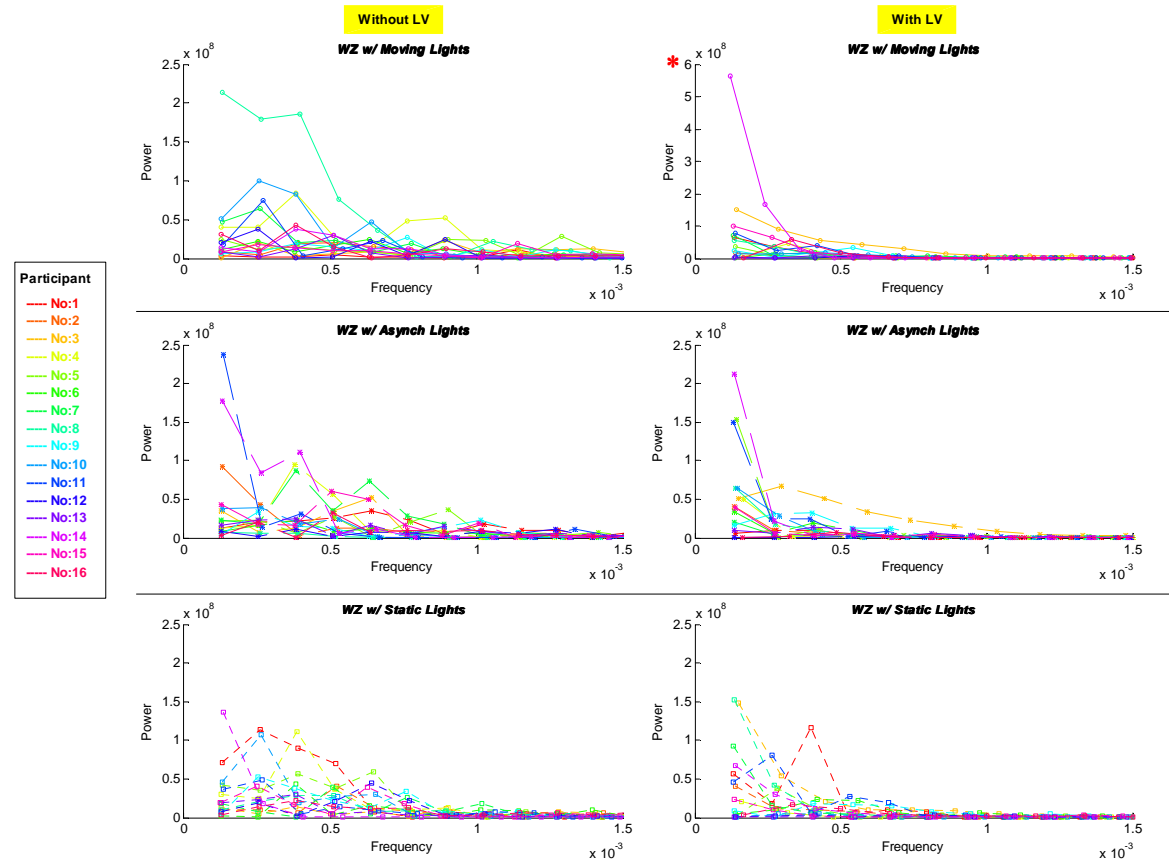 Without LV
With LV
WZ w/ Moving Lights
x 10^8
2.5
2
1.5
1
0.5
0
Power
0
0.5
1
1.5
Frequency
x 10^-3
*
WZ w/ Moving Lights
x 10^8
6
5
4
3
2
1
0
Power
0
0.5
1
1.5
Frequency
x 10^-3
Participant
No:1
No:2
No:3
No:4
No:5
No:6
No:7
No:8
No:9
No:10
No:11
No:12
No:13
No:14
No:15
No:16
WZ w/ Asynch Lights
x 10^8
2.5
2
1.5
1
0.5
0
Power
0
0.5
1
1.5
Frequency
x 10^-3
WZ w/ Asynch Lights
x 10^8
2.5
2
1.5
1
0.5
0
Power
0
0.5
1
1.5
Frequency
x 10^-3
WZ w/ Static Lights
x 10^8
2.5
2
1.5
1
0.5
0
Power
0
0.5
1
1.5
Frequency
x 10^-3
WZ w/ Static Lights
x 10^8
2.5
2
1.5
1
0.5
0
Power
0
0.5
1
1.5
Frequency
x 10^-3